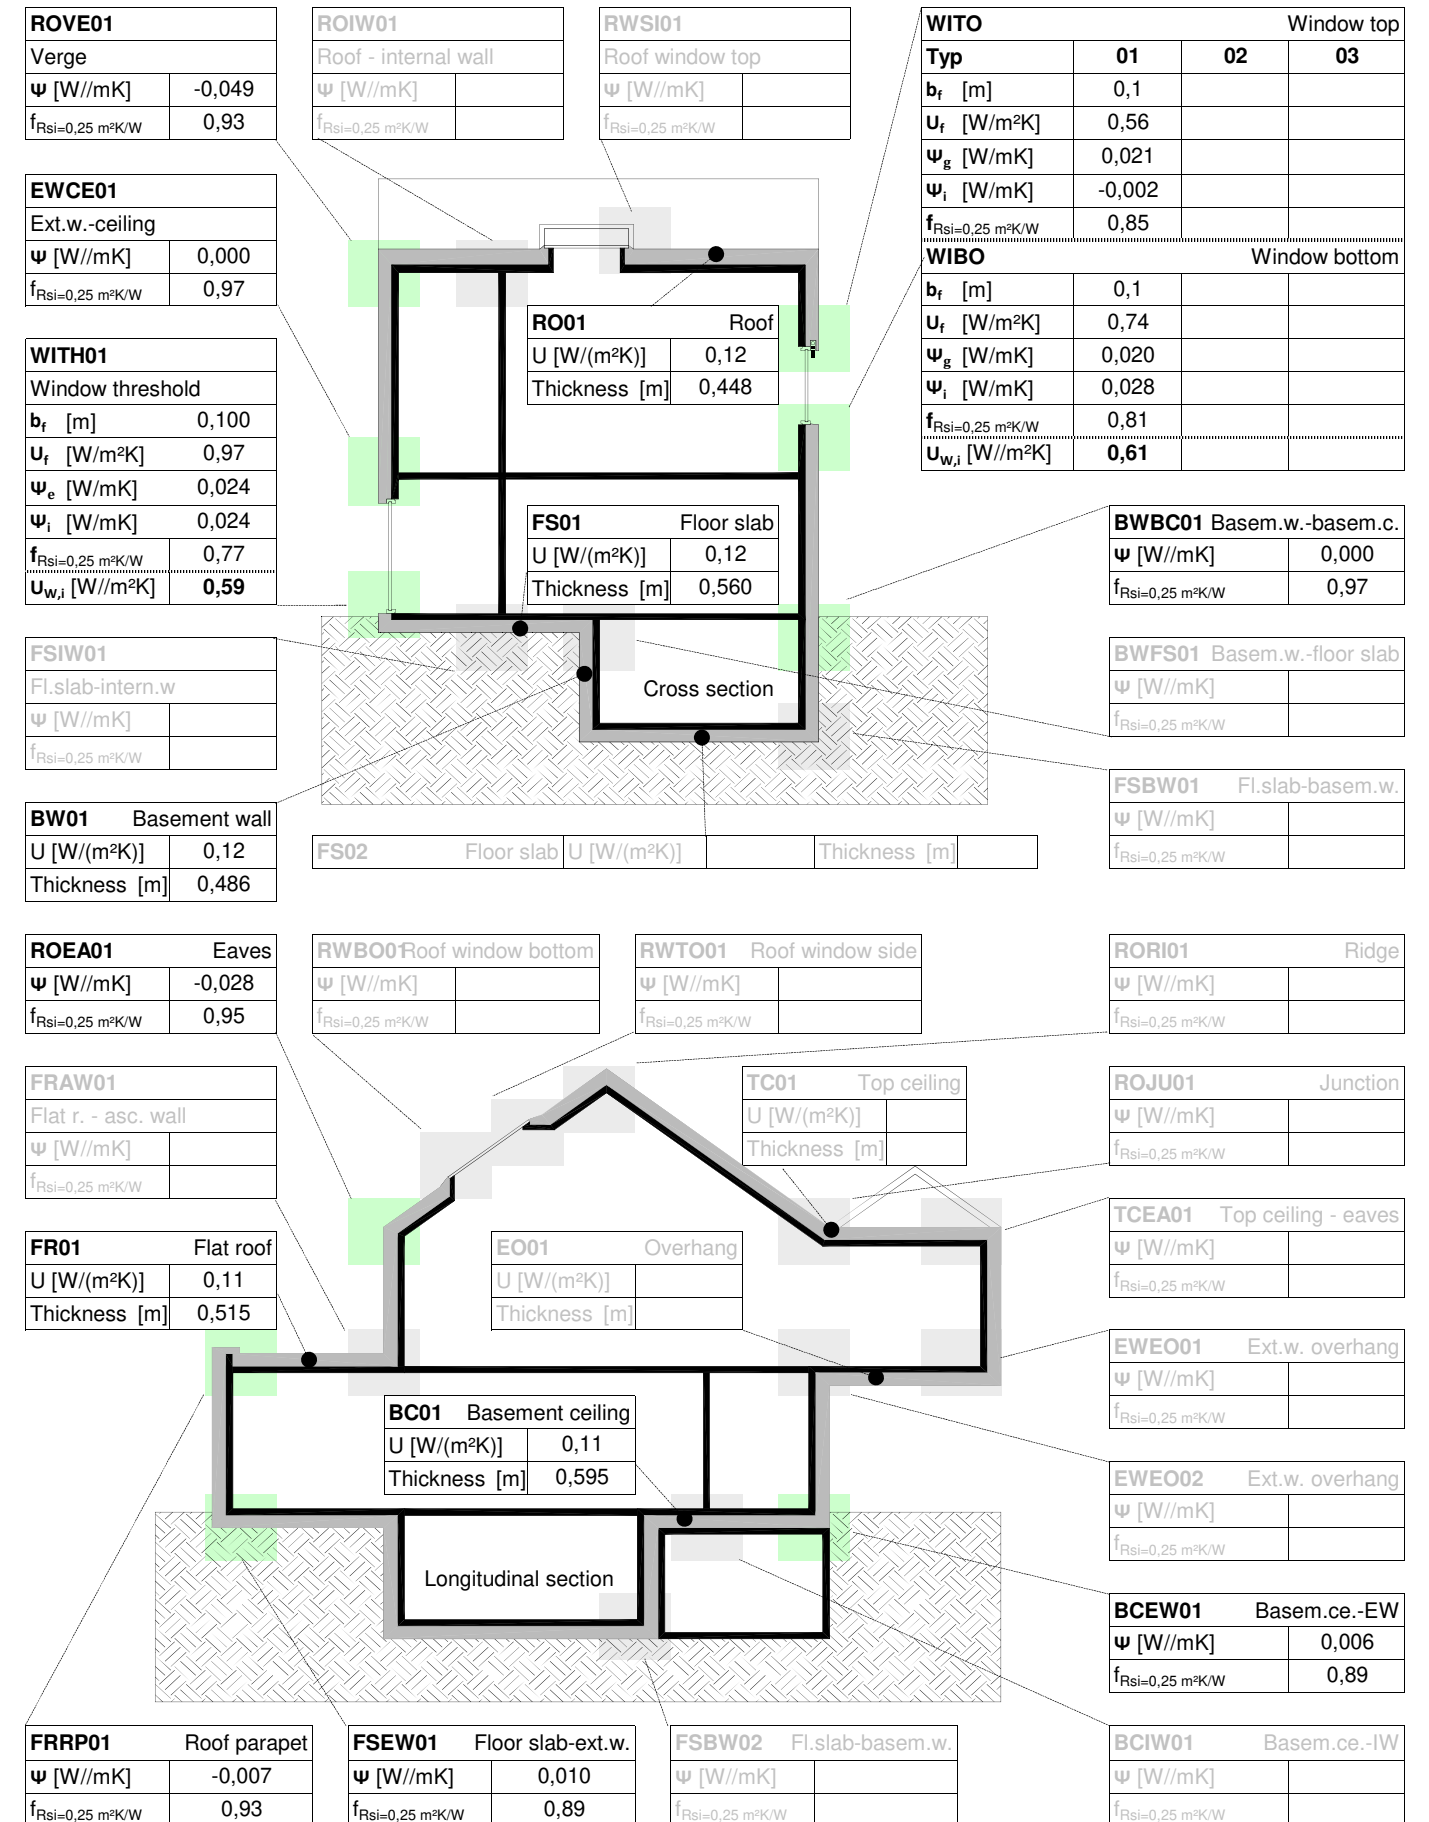 ROVE01
Verge
Ψ [W//mK] -0,049
fRsi=0,25 m²K/W 0,93
ROIW01
Roof - internal wall
Ψ [W//mK]
fRsi=0,25 m²K/W
RWSI01
Roof window top
Ψ [W//mK]
fRsi=0,25 m²K/W
WITO Window top
Typ 01 02 03
bf [m] 0,1
Uf [W/m²K] 0,56
Ψg [W/mK] 0,021
Ψi [W/mK] -0,002
fRsi=0,25 m²K/W 0,85
WIBO Window bottom
bf [m] 0,1
Uf [W/m²K] 0,74
Ψg [W/mK] 0,020
Ψi [W/mK] 0,028
fRsi=0,25 m²K/W 0,81
UW,i [W//m²K] 0,61
EWCE01
Ext.w.-ceiling
Ψ [W//mK] 0,000
fRsi=0,25 m²K/W 0,97
WITH01
Window threshold
bf [m] 0,100
Uf [W/m²K] 0,97
Ψe [W/mK] 0,024
Ψi [W/mK] 0,024
fRsi=0,25 m²K/W 0,77
UW,i [W//m²K] 0,59
RO01 Roof
U [W/(m²K)] 0,12
Thickness [m] 0,448
FS01 Floor slab
U [W/(m²K)] 0,12
Thickness [m] 0,560
BWBC01 Basem.w.-basem.c.
Ψ [W//mK] 0,000
fRsi=0,25 m²K/W 0,97
FSIW01
Fl.slab-intern.w
Ψ [W//mK]
fRsi=0,25 m²K/W
Cross section
BWFS01 Basem.w.-floor slab
Ψ [W//mK]
fRsi=0,25 m²K/W
FSBW01 Fl.slab-basem.w.
Ψ [W//mK]
fRsi=0,25 m²K/W
BW01 Basement wall
U [W/(m²K)] 0,12
Thickness [m] 0,486
FS02 Floor slab U [W/(m²K)] Thickness [m]
ROEA01 Eaves
Ψ [W//mK] -0,028
fRsi=0,25 m²K/W 0,95
RWBO01 Roof window bottom
Ψ [W//mK]
fRsi=0,25 m²K/W
RWTO01 Roof window side
Ψ [W//mK]
fRsi=0,25 m²K/W
RORI01 Ridge
Ψ [W//mK]
fRsi=0,25 m²K/W
FRAW01
Flat r. - asc. wall
Ψ [W//mK]
fRsi=0,25 m²K/W
TC01 Top ceiling
U [W/(m²K)]
Thickness [m]
ROJU01 Junction
Ψ [W//mK]
fRsi=0,25 m²K/W
TCEA01 Top ceiling - eaves
Ψ [W//mK]
fRsi=0,25 m²K/W
FR01 Flat roof
U [W/(m²K)] 0,11
Thickness [m] 0,515
EO01 Overhang
U [W/(m²K)]
Thickness [m]
EWEO01 Ext.w. overhang
Ψ [W//mK]
fRsi=0,25 m²K/W
BC01 Basement ceiling
U [W/(m²K)] 0,11
Thickness [m] 0,595
EWEO02 Ext.w. overhang
Ψ [W//mK]
fRsi=0,25 m²K/W
Longitudinal section
BCEW01 Basem.ce.-EW
Ψ [W//mK] 0,006
fRsi=0,25 m²K/W 0,89
FRRP01 Roof parapet
Ψ [W//mK] -0,007
fRsi=0,25 m²K/W 0,93
FSEW01 Floor slab-ext.w.
Ψ [W//mK] 0,010
fRsi=0,25 m²K/W 0,89
FSBW02 Fl.slab-basem.w.
Ψ [W//mK]
fRsi=0,25 m²K/W
BCIW01 Basem.ce.-IW
Ψ [W//mK]
fRsi=0,25 m²K/W